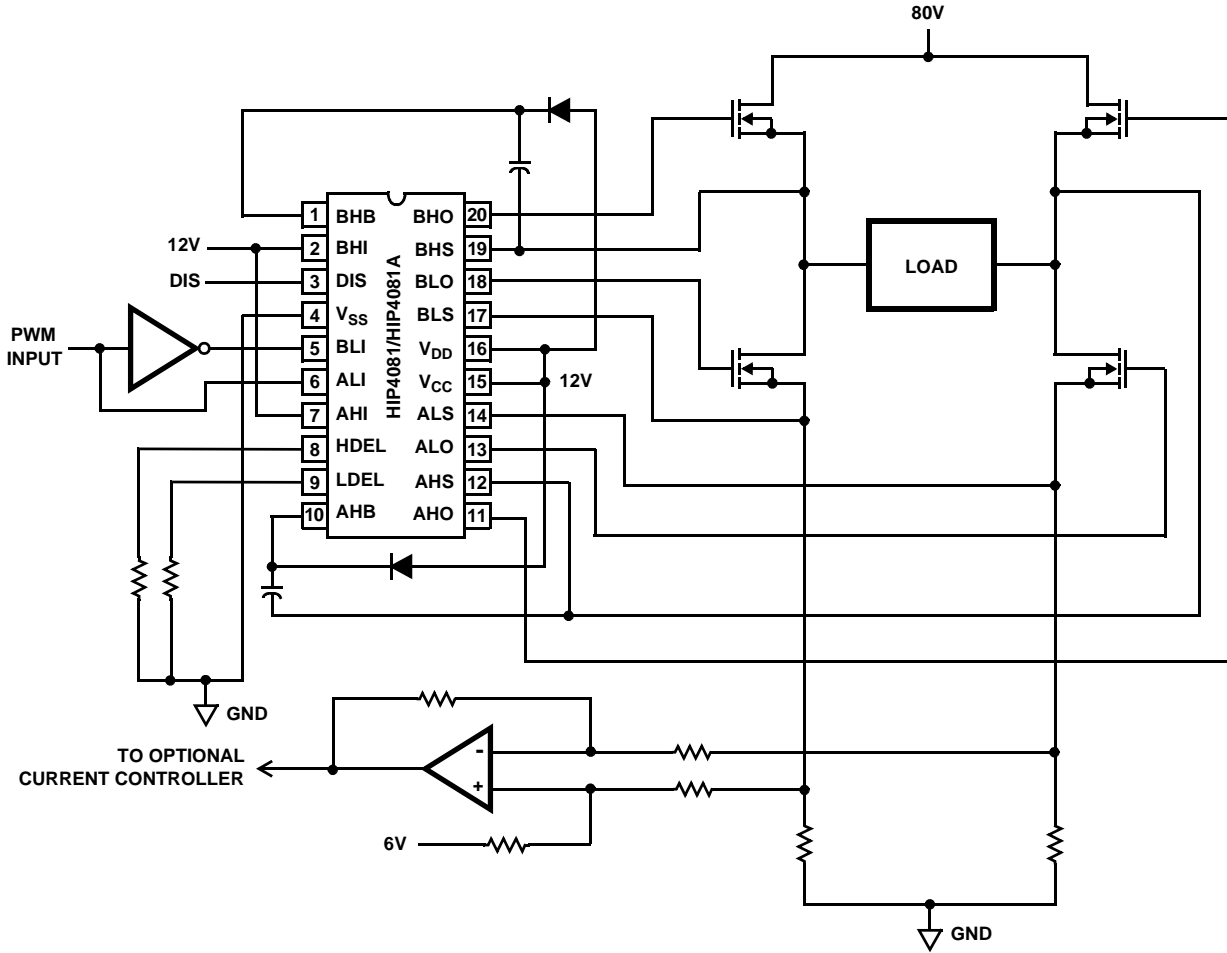 80V
1 BHB BHO 20
12V 2 BHI BHS 19
DIS 3 DIS BLO 18
4 VSS BLS 17
PWM
INPUT
5 BLI VDD 16
6 ALI VCC 15 12V
7 AHI ALS 14
8 HDEL ALO 13
9 LDEL AHS 12
10 AHB AHO 11
HIP4081/HIP4081A
LOAD
GND
TO OPTIONAL
CURRENT CONTROLLER
-
+
6V
GND